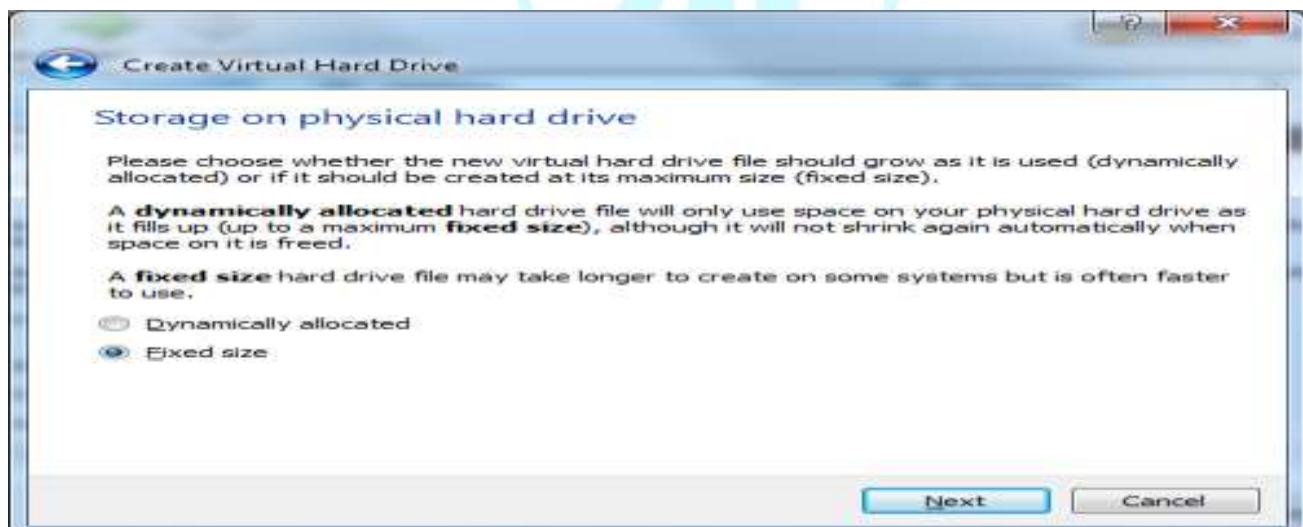 Create Virtual Hard Drive
Storage on physical hard drive
Please choose whether the new virtual hard drive file should grow as it is used (dynamically
allocated) or if it should be created at its maximum size (fixed size).
A dynamically allocated hard drive file will only use space on your physical hard drive as
it fills up (up to a maximum fixed size), although it will not shrink again automatically when
space on it is freed.
A fixed size hard drive file may take longer to create on some systems but is often faster
to use.
Dynamically allocated
Fixed size
Next
Cancel